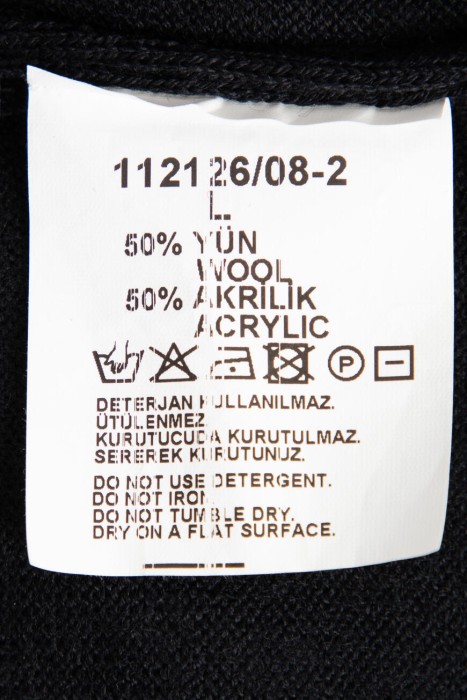 112126/08-2
L
50% YÜN
WOOL
50% AKRİLİK
ACRYLIC
P
DETERJAN KULLANILMAZ.
ÜTÜLENMEZ.
KURUTUCUDA KURUTULMAZ.
SEREREK KURUTUNUZ.
DO NOT USE DETERGENT.
DO NOT IRON.
DO NOT TUMBLE DRY.
DRY ON A FLAT SURFACE.